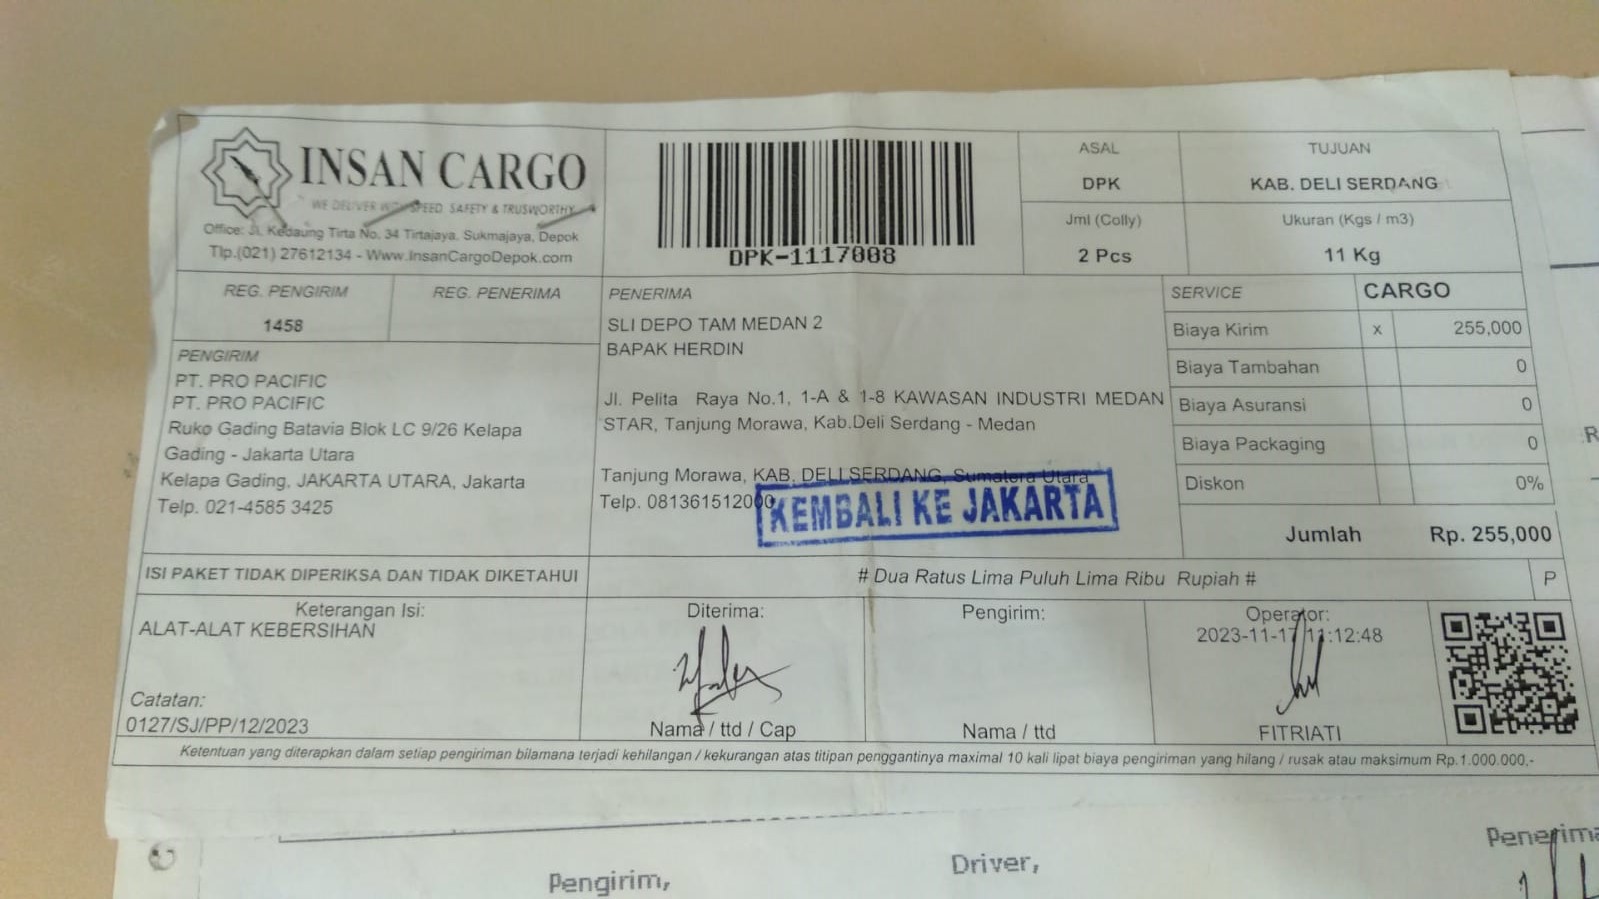 INSAN CARGO
WE DELIVER WITH SPEED, SAFETY & TRUSWORTHY
Office: Jl. Kedaung Tirta No. 34 Tirtajaya, Sukmajaya, Depok
Tlp.(021) 27612134 - Www.InsanCargoDepok.com
DPK-1117008
ASAL
DPK
TUJUAN
KAB. DELI SERDANG
Jml (Colly)
2 Pcs
Ukuran (Kgs / m3)
11 Kg
REG. PENGIRIM
1458
REG. PENERIMA
PENGIRIM
PT. PRO PACIFIC
PT. PRO PACIFIC
Ruko Gading Batavia Blok LC 9/26 Kelapa
Gading - Jakarta Utara
Kelapa Gading, JAKARTA UTARA, Jakarta
Telp. 021-4585 3425
PENERIMA
SLI DEPO TAM MEDAN 2
BAPAK HERDIN
Jl. Pelita Raya No.1, 1-A & 1-8 KAWASAN INDUSTRI MEDAN
STAR, Tanjung Morawa, Kab.Deli Serdang - Medan
Tanjung Morawa, KAB. DELI SERDANG, Sumatera Utara
Telp. 081361512000
KEMBALI KE JAKARTA
SERVICE CARGO
Biaya Kirim x 255,000
Biaya Tambahan 0
Biaya Asuransi 0
Biaya Packaging 0
Diskon 0%
Jumlah Rp. 255,000
ISI PAKET TIDAK DIPERIKSA DAN TIDAK DIKETAHUI
# Dua Ratus Lima Puluh Lima Ribu Rupiah #
P
Keterangan Isi:
ALAT-ALAT KEBERSIHAN
Catatan:
0127/SJ/PP/12/2023
Diterima:
Nama / ttd / Cap
Pengirim:
Nama / ttd
Operator:
2023-11-17 11:12:48
FITRIATI
Ketentuan yang diterapkan dalam setiap pengiriman bilamana terjadi kehilangan / kekurangan atas titipan penggantinya maximal 10 kali lipat biaya pengiriman yang hilang / rusak atau maksimum Rp.1.000.000,-
Pengirim,
Driver,
Penerima